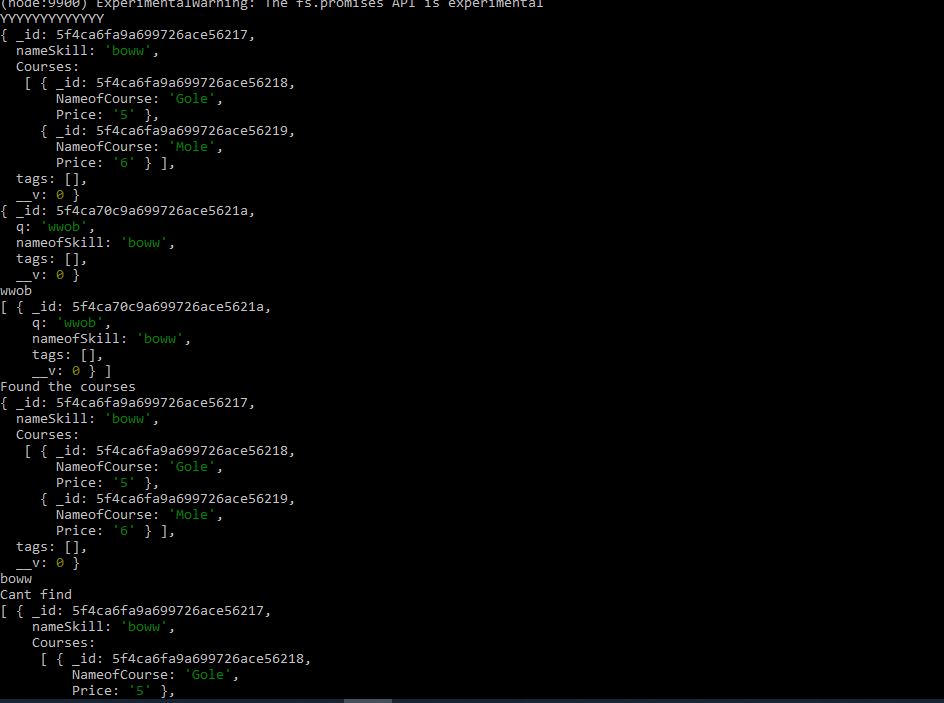 (node:9900) ExperimentalWarning: The fs.promises API is experimental
YYYYYYYYYYYYY
{ _id: 5f4ca6fa9a699726ace56217,
  nameSkill: 'boww',
  Courses:
   [ { _id: 5f4ca6fa9a699726ace56218,
       NameofCourse: 'Gole',
       Price: '5' },
     { _id: 5f4ca6fa9a699726ace56219,
       NameofCourse: 'Mole',
       Price: '6' } ],
  tags: [],
  __v: 0 }
{ _id: 5f4ca70c9a699726ace5621a,
  q: 'wwob',
  nameofSkill: 'boww',
  tags: [],
  __v: 0 }
wwob
[ { _id: 5f4ca70c9a699726ace5621a,
    q: 'wwob',
    nameofSkill: 'boww',
    tags: [],
    __v: 0 } ]
Found the courses
{ _id: 5f4ca6fa9a699726ace56217,
  nameSkill: 'boww',
  Courses:
   [ { _id: 5f4ca6fa9a699726ace56218,
       NameofCourse: 'Gole',
       Price: '5' },
     { _id: 5f4ca6fa9a699726ace56219,
       NameofCourse: 'Mole',
       Price: '6' } ],
  tags: [],
  __v: 0 }
boww
Cant find
[ { _id: 5f4ca6fa9a699726ace56217,
    nameSkill: 'boww',
    Courses:
     [ { _id: 5f4ca6fa9a699726ace56218,
         NameofCourse: 'Gole',
         Price: '5' },